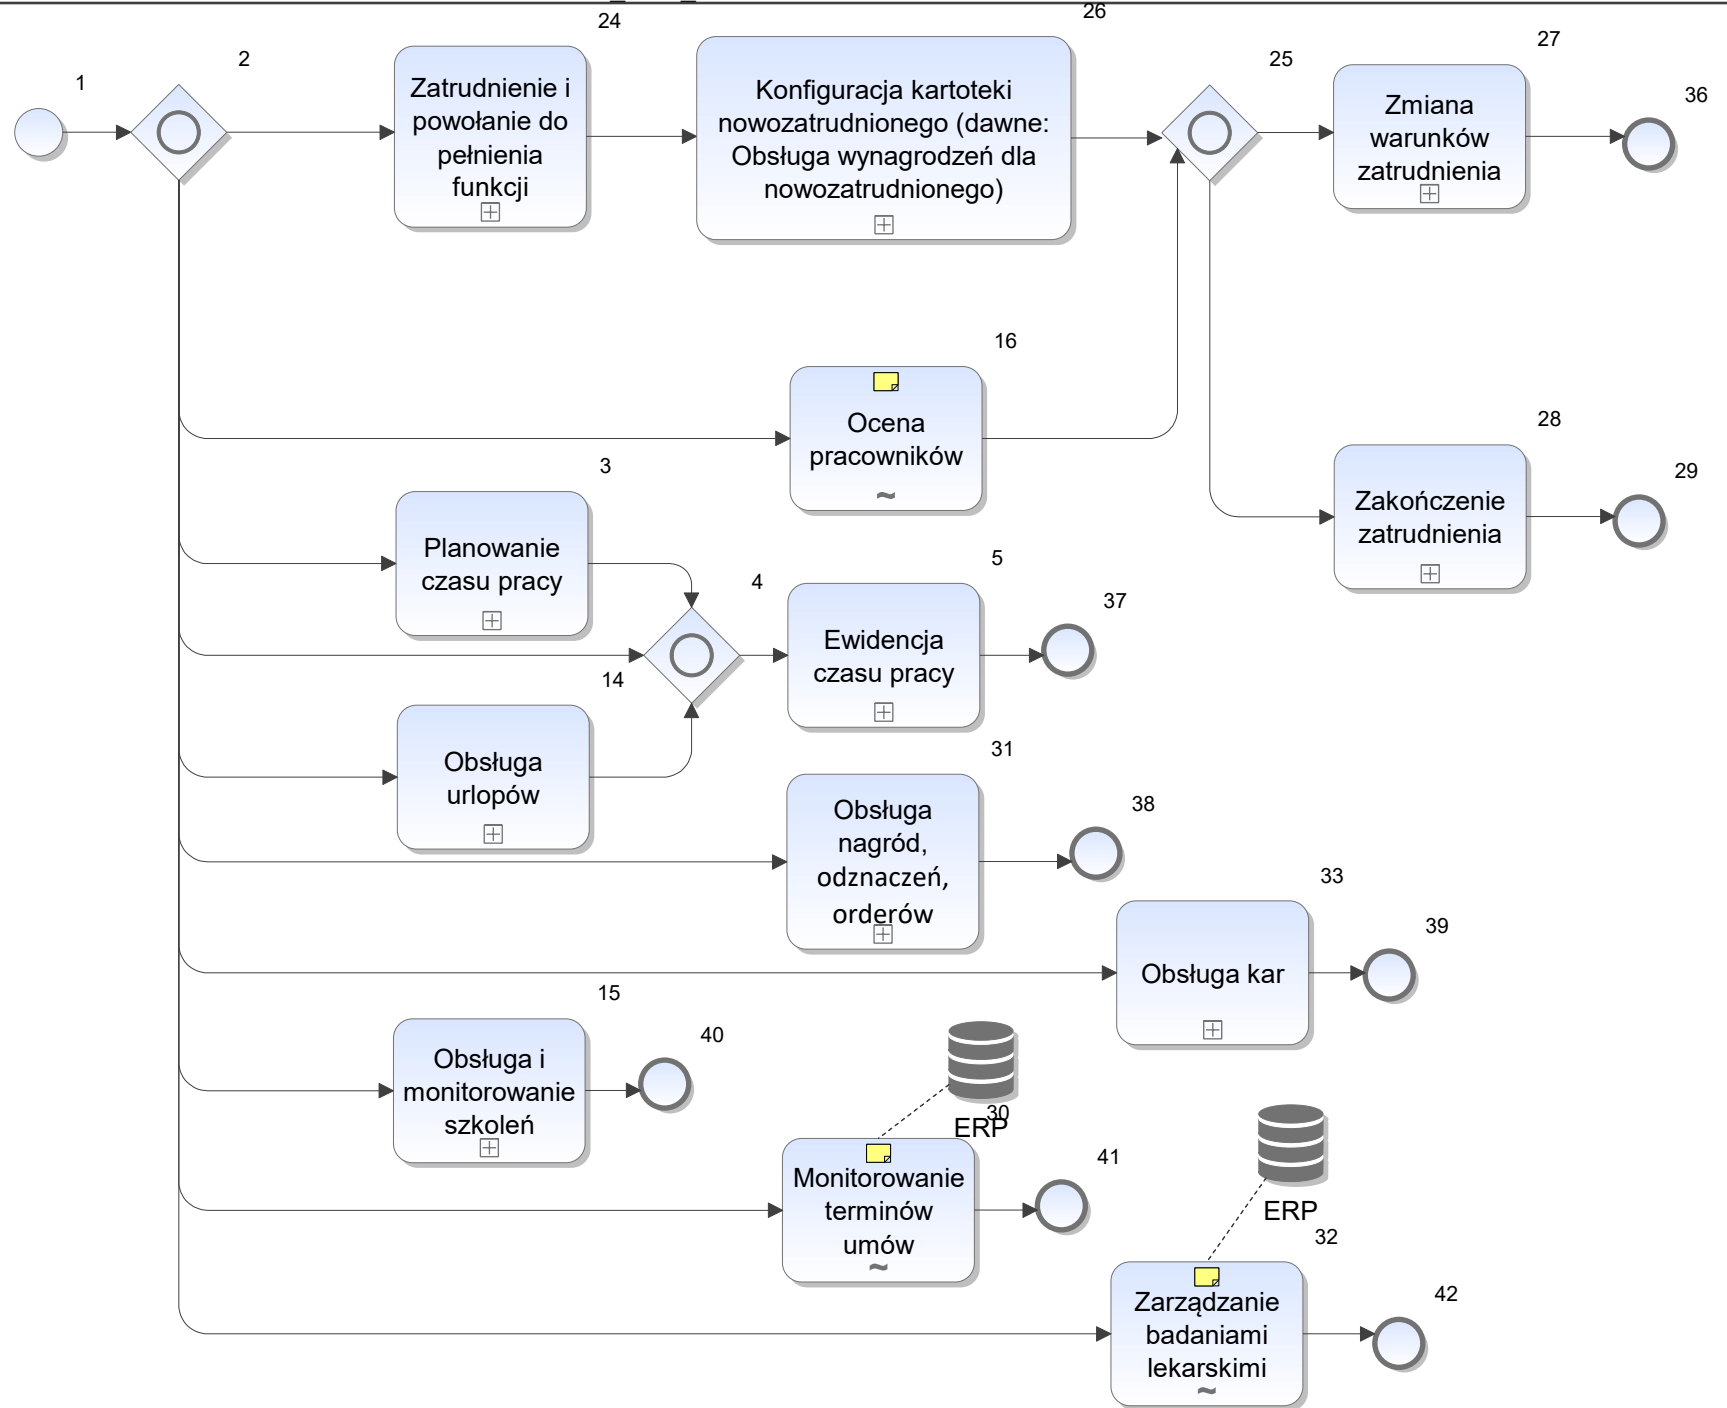 24
26
1
2
25
27
36
Zatrudnienie i
powołanie do
pełnienia
funkcji
Konfiguracja kartoteki
nowozatrudnionego (dawne:
Obsługa wynagrodzeń dla
nowozatrudnionego)
Zmiana
warunków
zatrudnienia
16
Ocena
pracowników
28
Zakończenie
zatrudnienia
29
3
Planowanie
czasu pracy
4
5
Ewidencja
czasu pracy
37
14
Obsługa
urlopów
31
Obsługa
nagród,
odznaczeń,
orderów
38
33
Obsługa kar
39
15
Obsługa i
monitorowanie
szkoleń
40
ERP
30
Monitorowanie
terminów
umów
41
ERP
32
Zarządzanie
badaniami
lekarskimi
42